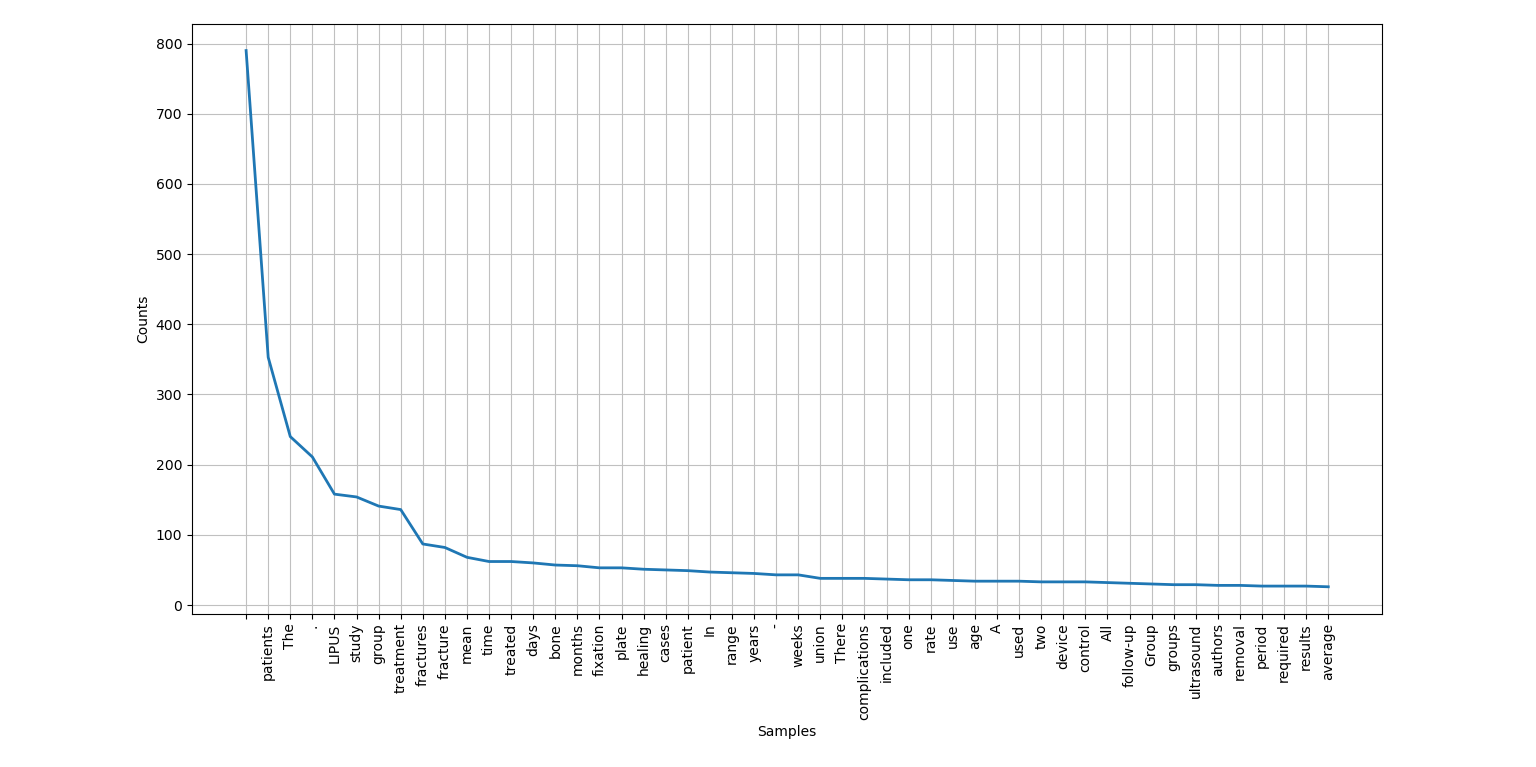 800
700
600
500
400
300
200
100
0
Counts
patients
The
.
LIPUS
study
group
treatment
fractures
fracture
mean
time
treated
days
bone
months
fixation
plate
healing
cases
patient
In
range
years
-
weeks
union
There
complications
included
one
rate
use
age
A
used
two
device
control
All
follow-up
Group
groups
ultrasound
authors
removal
period
required
results
average
Samples